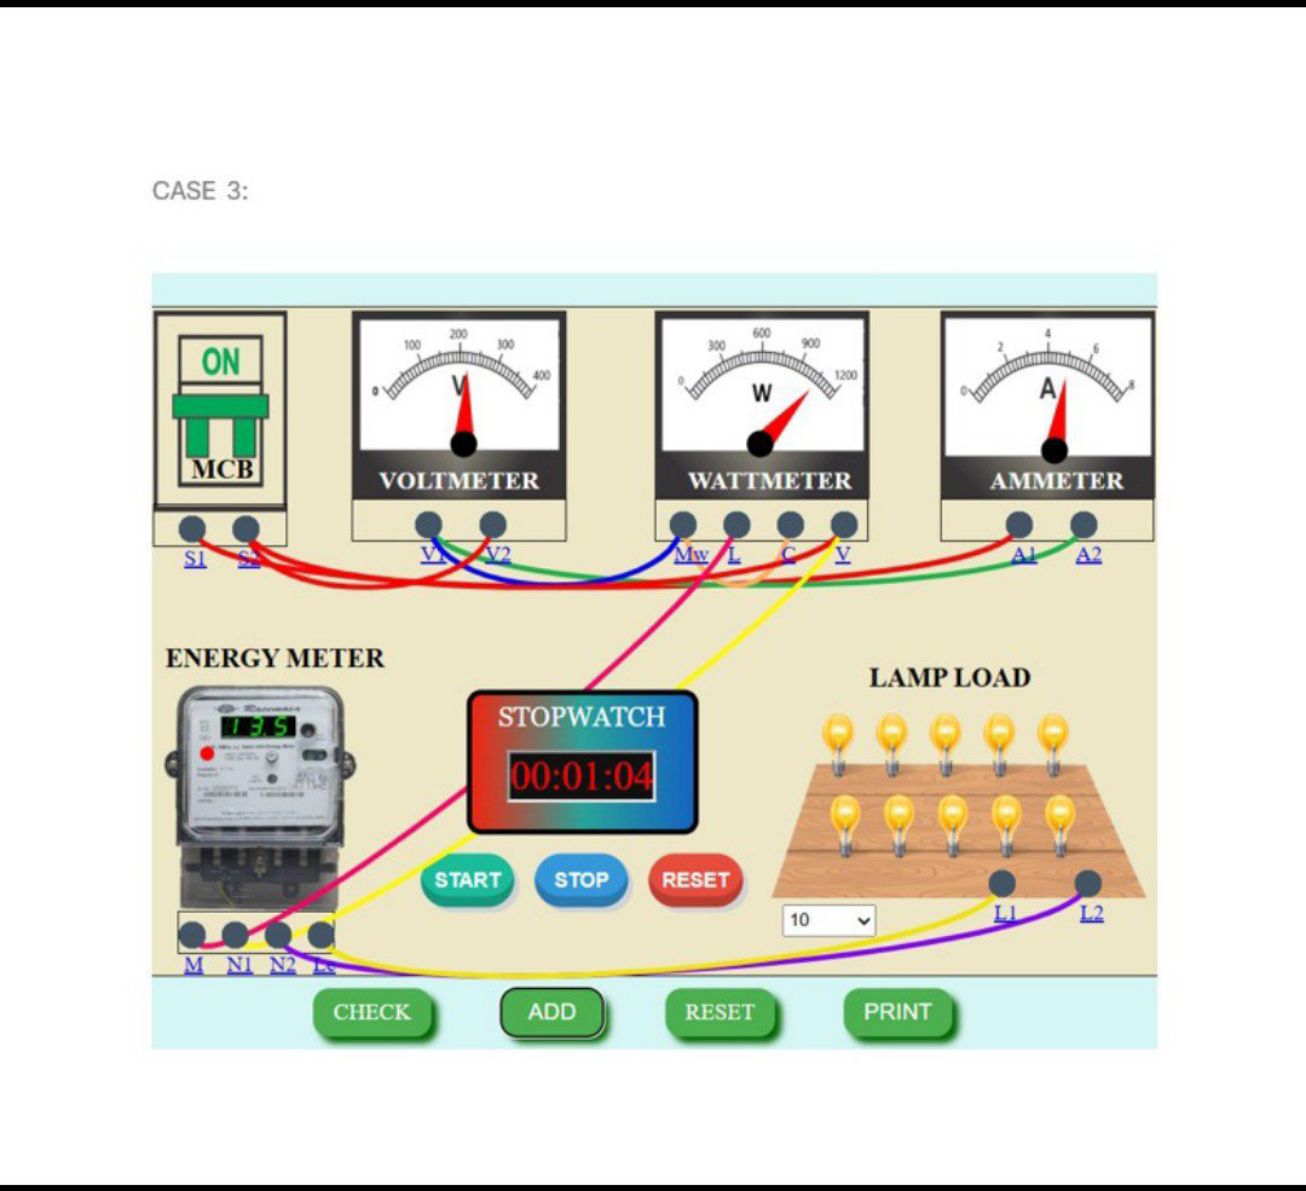 CASE 3:
ON
MCB
0 100 200 300 400
V
VOLTMETER
0 300 600 900 1200
W
WATTMETER
0 2 4 6 8
A
AMMETER
S1 S2
V1 V2
Mw L C V
A1 A2
ENERGY METER
135
STOPWATCH
00:01:04
START STOP RESET
LAMP LOAD
10
L1 L2
M N1 N2 Le
CHECK ADD RESET PRINT